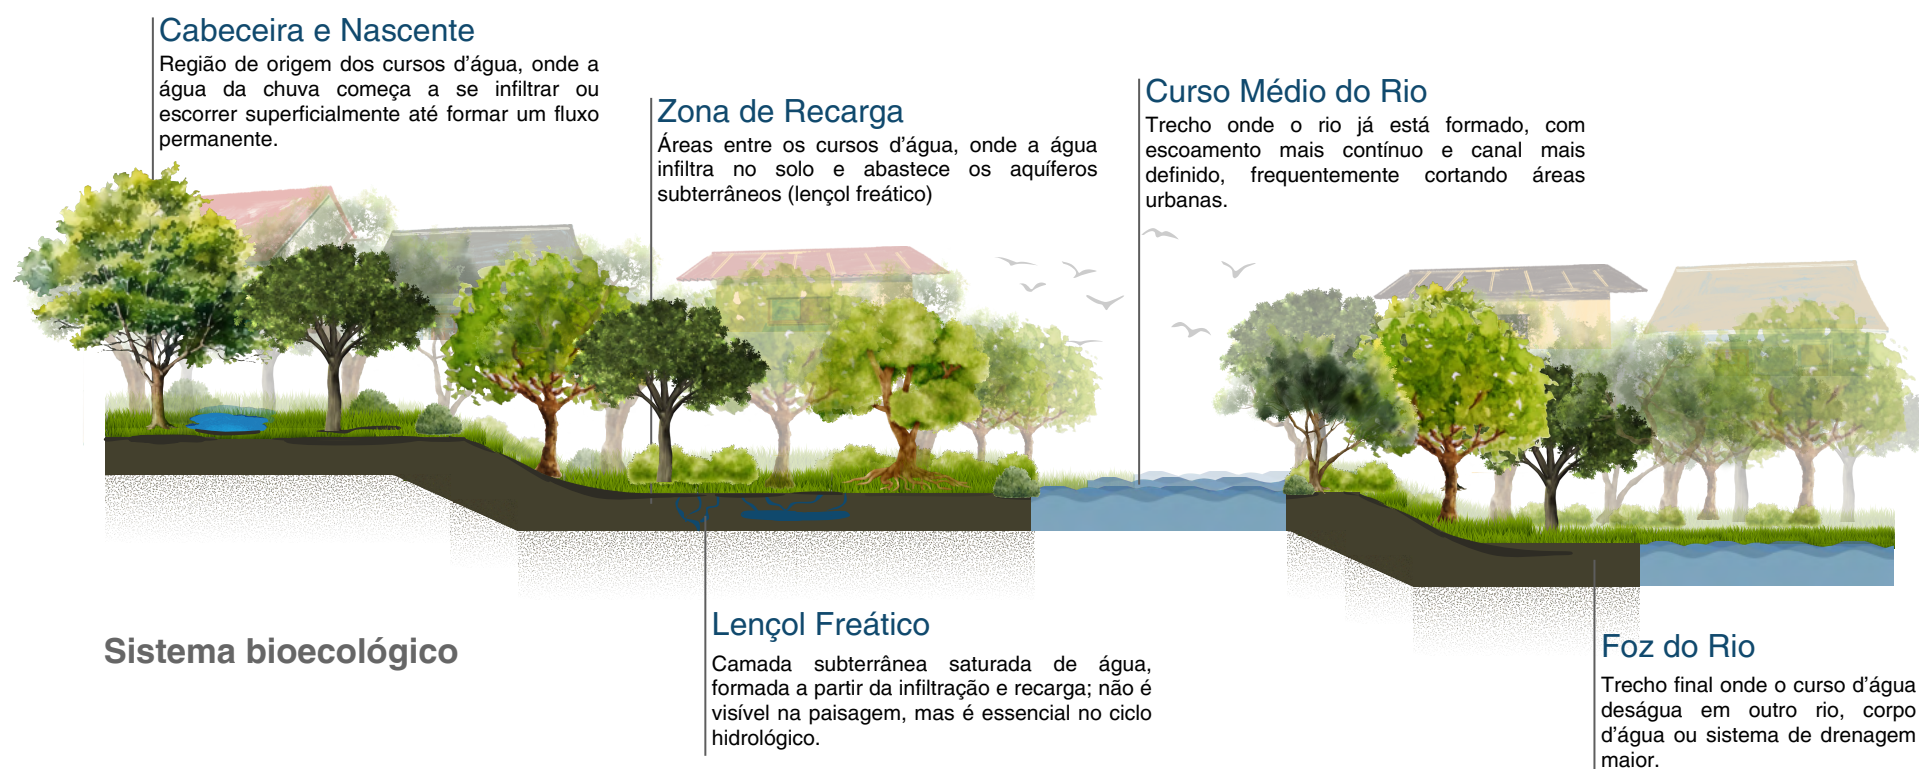 Cabeceira e Nascente
Região de origem dos cursos d’água, onde a
água da chuva começa a se infiltrar ou
escorrer superficialmente até formar um fluxo
permanente.
Zona de Recarga
Áreas entre os cursos d’água, onde a água
infiltra no solo e abastece os aquíferos
subterrâneos (lençol freático)
Curso Médio do Rio
Trecho onde o rio já está formado, com
escoamento mais contínuo e canal mais
definido, frequentemente cortando áreas
urbanas.
Sistema bioecológico
Lençol Freático
Camada subterrânea saturada de água,
formada a partir da infiltração e recarga; não é
visível na paisagem, mas é essencial no ciclo
hidrológico.
Foz do Rio
Trecho final onde o curso d’água
deságua em outro rio, corpo
d’água ou sistema de drenagem
maior.